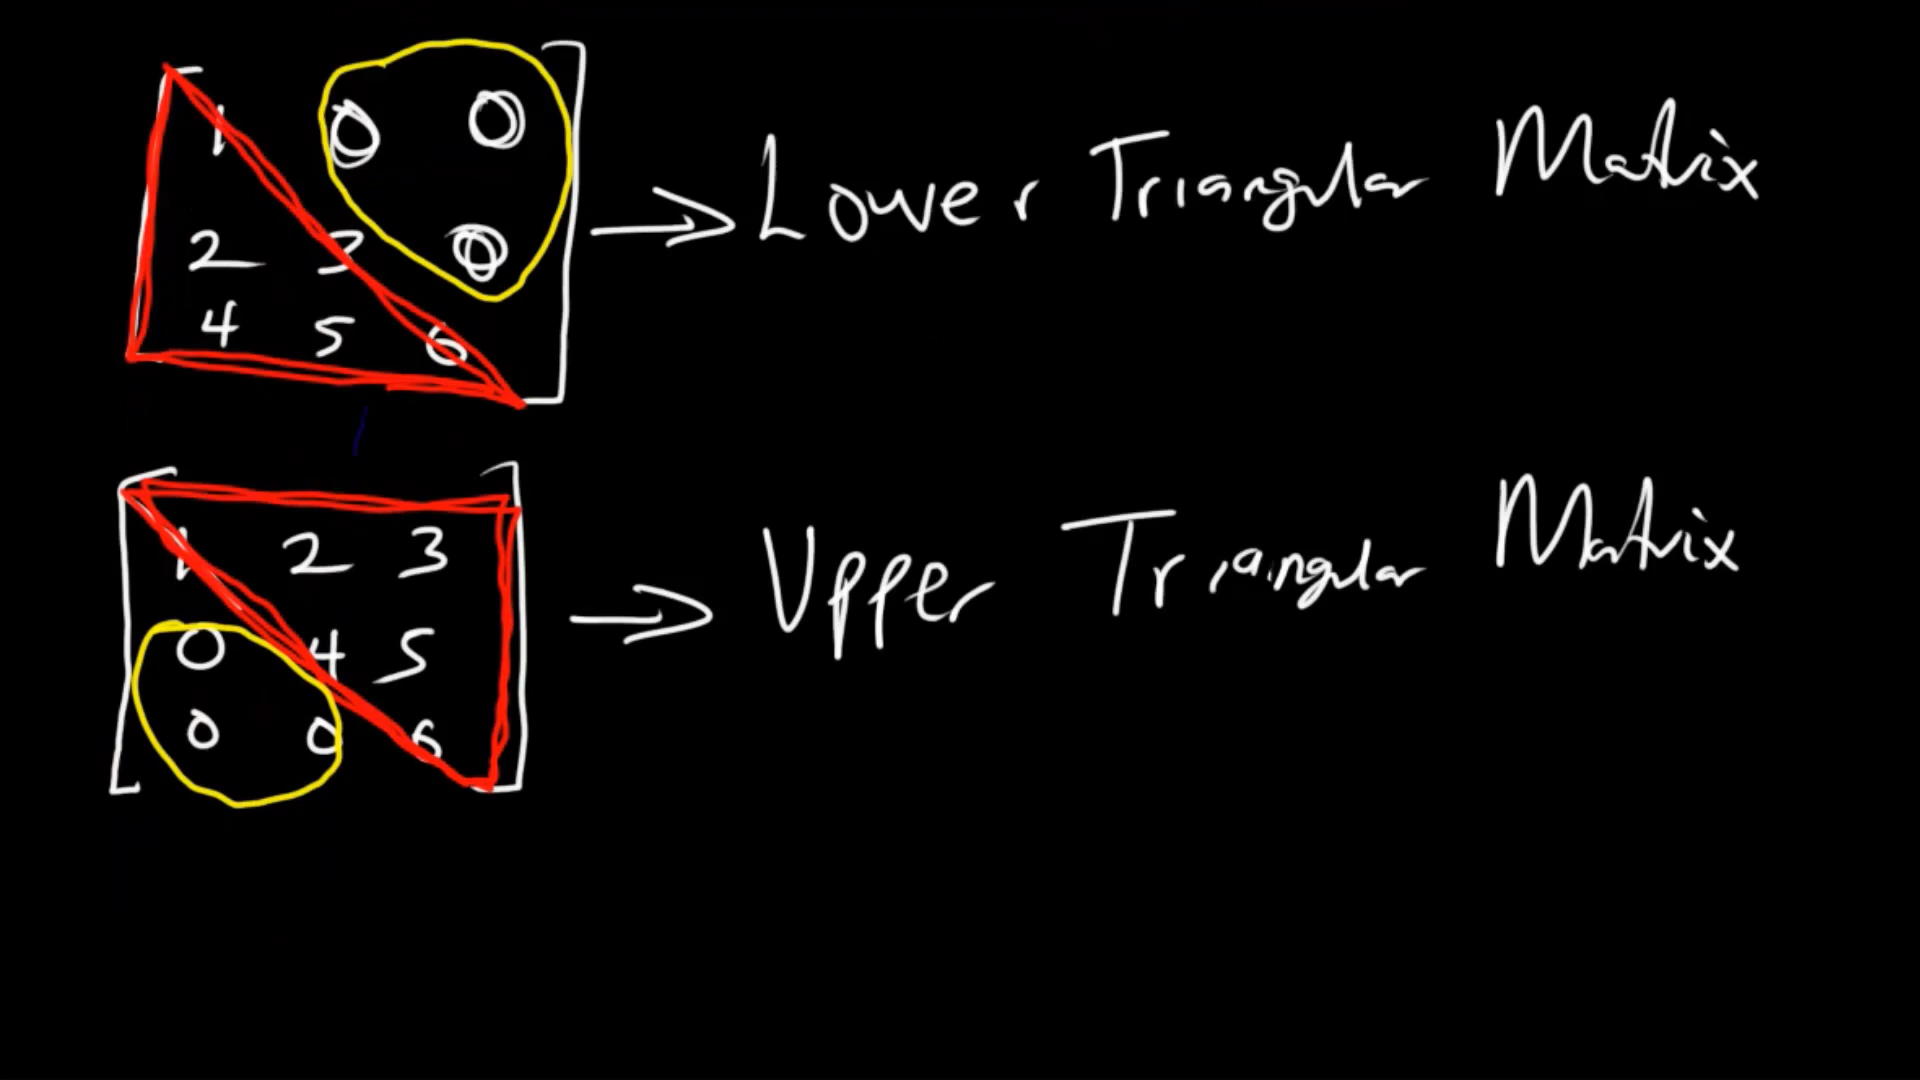 1 0 0
2 3 0
4 5 6
→ Lower Triangular Matrix
1 2 3
0 4 5
0 0 6
→ Upper Triangular Matrix